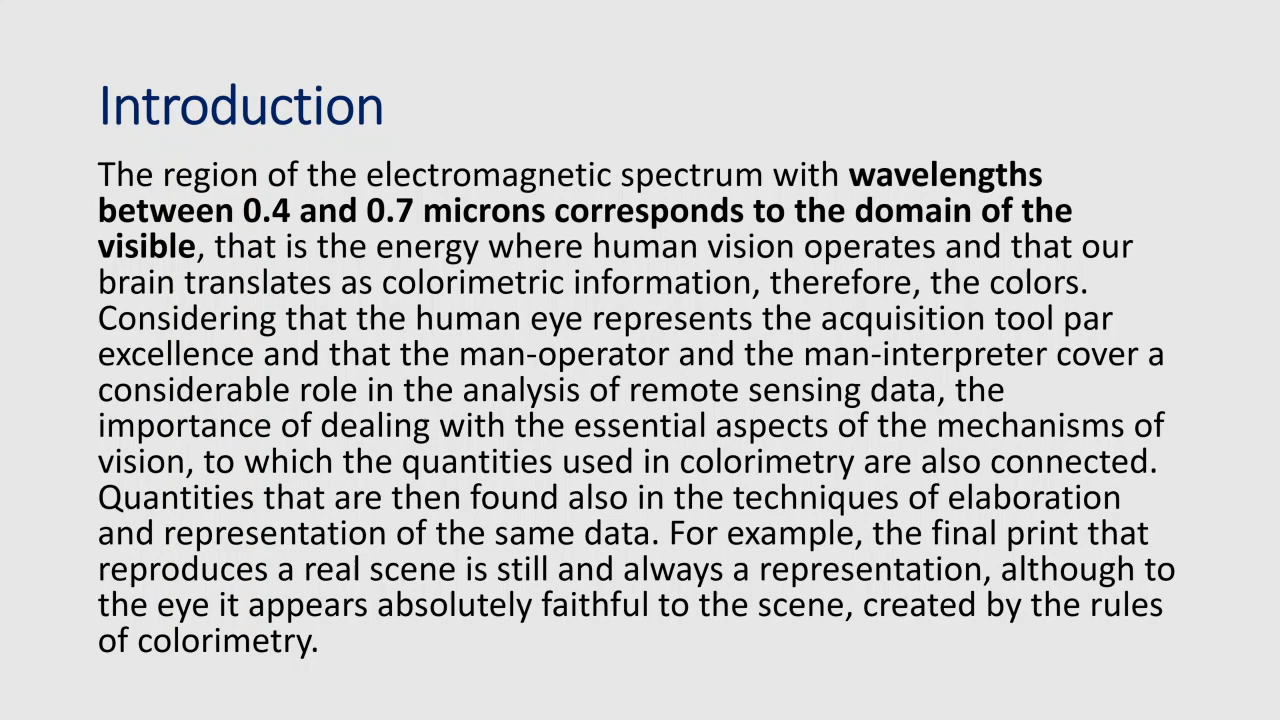 Introduction
The region of the electromagnetic spectrum with wavelengths
between 0.4 and 0.7 microns corresponds to the domain of the
visible, that is the energy where human vision operates and that our
brain translates as colorimetric information, therefore, the colors.
Considering that the human eye represents the acquisition tool par
excellence and that the man-operator and the man-interpreter cover a
considerable role in the analysis of remote sensing data, the
importance of dealing with the essential aspects of the mechanisms of
vision, to which the quantities used in colorimetry are also connected.
Quantities that are then found also in the techniques of elaboration
and representation of the same data. For example, the final print that
reproduces a real scene is still and always a representation, although to
the eye it appears absolutely faithful to the scene, created by the rules
of colorimetry.